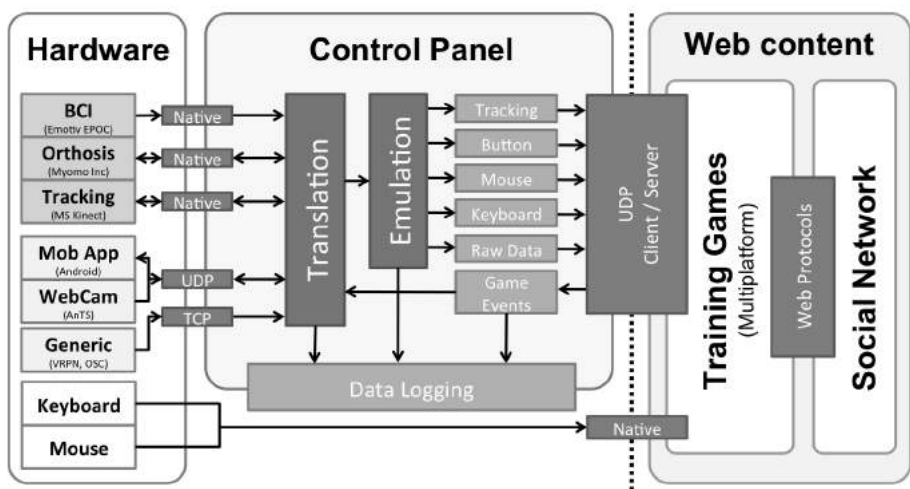 Hardware
Control Panel
Web content
BCI
(Emotiv EPOC)
Orthosis
(Myomo Inc)
Tracking
(MS Kinect)
Mob App
(Android)
WebCam
(AnTS)
Generic
(VRPN, OSC)
Keyboard
Mouse
Native
Native
Native
UDP
TCP
Translation
Emulation
Tracking
Button
Mouse
Keyboard
Raw Data
Game
Events
Data Logging
UDP
Client / Server
Native
Training Games
(Multiplatform)
Web Protocols
Social Network